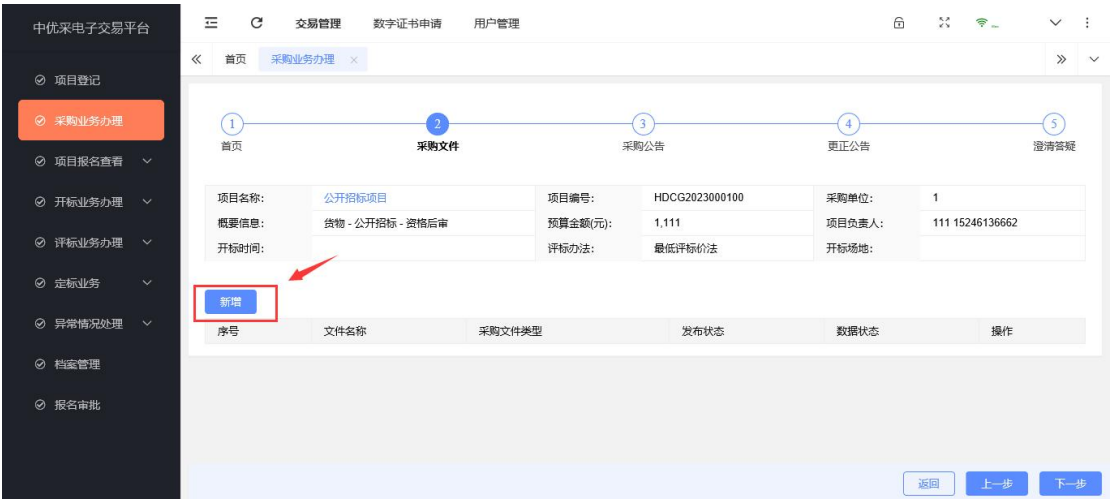 中优采电子交易平台
交易管理 数字证书申请 用户管理
首页 采购业务办理 ×
项目登记
采购业务办理
项目报名查看
开标业务办理
评标业务办理
定标业务
异常情况处理
档案管理
报名审批
1 2 3 4 5
首页 采购文件 采购公告 更正公告 澄清答疑
项目名称: 公开招标项目 项目编号: HDCG2023000100 采购单位: 1
概要信息: 货物 - 公开招标 - 资格后审 预算金额(元): 1,111 项目负责人: 111 15246136662
开标时间: 评标办法: 最低评标价法 开标场地:
新增
序号 文件名称 采购文件类型 发布状态 数据状态 操作
返回 上一步 下一步